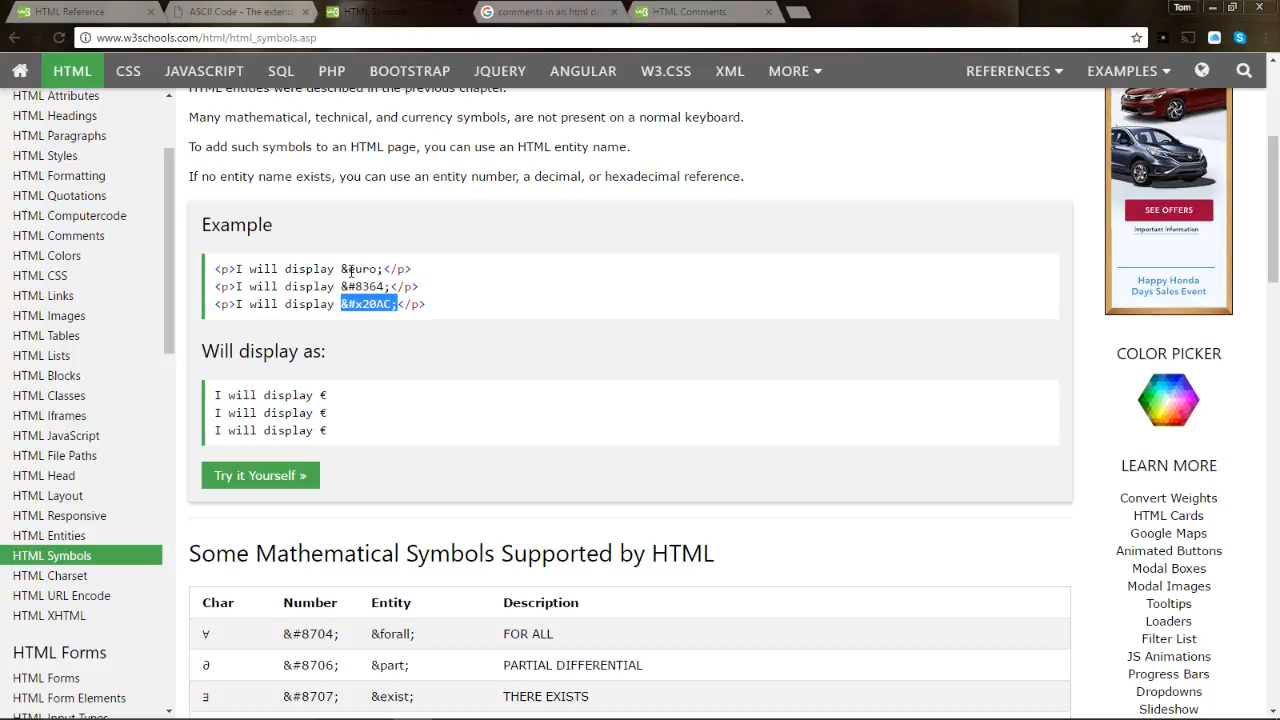 HTML Reference
ASCII Code - The extend
HTML Symbols
comments in an html do
HTML Comments
Tom
www.w3schools.com/html/html_symbols.asp
HTML CSS JAVASCRIPT SQL PHP BOOTSTRAP JQUERY ANGULAR W3.CSS XML MORE REFERENCES EXAMPLES
HTML Attributes
HTML Headings
HTML Paragraphs
HTML Styles
HTML Formatting
HTML Quotations
HTML Computercode
HTML Comments
HTML Colors
HTML CSS
HTML Links
HTML Images
HTML Tables
HTML Lists
HTML Blocks
HTML Classes
HTML Iframes
HTML JavaScript
HTML File Paths
HTML Head
HTML Layout
HTML Responsive
HTML Entities
HTML Symbols
HTML Charset
HTML URL Encode
HTML XHTML
HTML Forms
HTML Forms
HTML Form Elements
HTML Input Types
HTML entities were described in the previous chapter.
Many mathematical, technical, and currency symbols, are not present on a normal keyboard.
To add such symbols to an HTML page, you can use an HTML entity name.
If no entity name exists, you can use an entity number, a decimal, or hexadecimal reference.
Example
<p>I will display &euro;</p>
<p>I will display &#8364;</p>
<p>I will display &#x20AC;</p>
Will display as:
I will display €
I will display €
I will display €
Try it Yourself »
Some Mathematical Symbols Supported by HTML
Char Number Entity Description
∀ &#8704; &forall; FOR ALL
∂ &#8706; &part; PARTIAL DIFFERENTIAL
∃ &#8707; &exist; THERE EXISTS
SEE OFFERS
Important Information
Happy Honda
Days Sales Event
COLOR PICKER
LEARN MORE
Convert Weights
HTML Cards
Google Maps
Animated Buttons
Modal Boxes
Modal Images
Tooltips
Loaders
Filter List
JS Animations
Progress Bars
Dropdowns
Slideshow